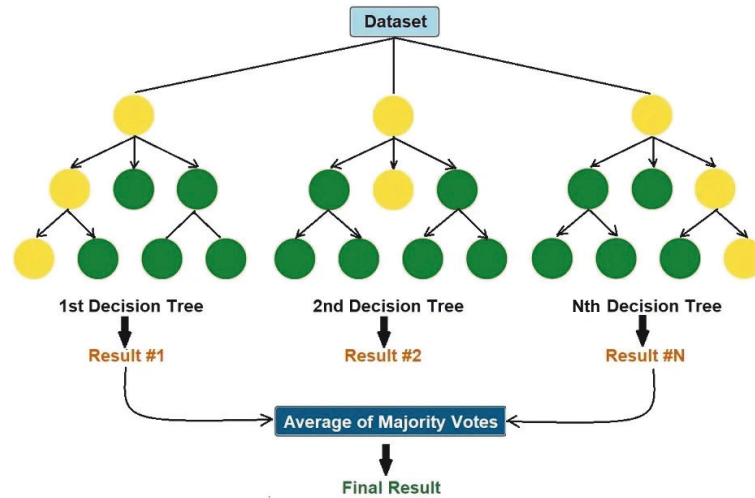 Dataset
1st Decision Tree
2nd Decision Tree
Nth Decision Tree
Result #1
Result #2
Result #N
Average of Majority Votes
Final Result